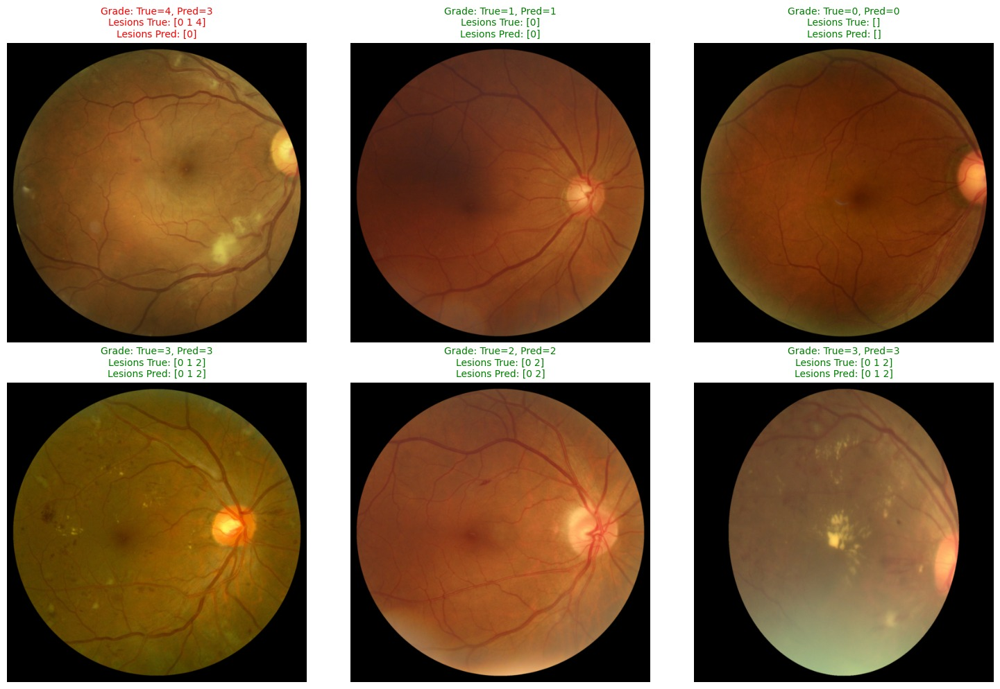 Grade: True=4, Pred=3
Lesions True: [0 1 4]
Lesions Pred: [0]
Grade: True=1, Pred=1
Lesions True: [0]
Lesions Pred: [0]
Grade: True=0, Pred=0
Lesions True: []
Lesions Pred: []
Grade: True=3, Pred=3
Lesions True: [0 1 2]
Lesions Pred: [0 1 2]
Grade: True=2, Pred=2
Lesions True: [0 2]
Lesions Pred: [0 2]
Grade: True=3, Pred=3
Lesions True: [0 1 2]
Lesions Pred: [0 1 2]